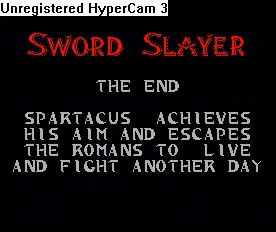 Unregistered HyperCam 3
SWORD SLAYER
THE END
SPARTACUS ACHIEVES
HIS AIM AND ESCAPES
THE ROMANS TO LIVE
AND FIGHT ANOTHER DAY